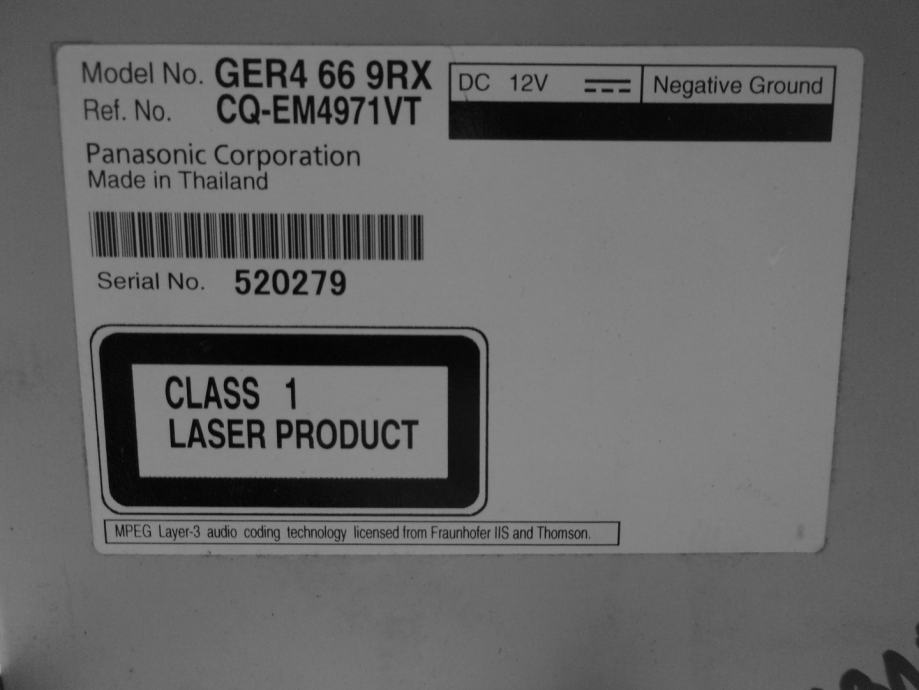 Model No. GER4 66 9RX
Ref. No. CQ-EM4971VT
DC 12V
Negative Ground
Panasonic Corporation
Made in Thailand
Serial No. 520279
CLASS 1
LASER PRODUCT
MPEG Layer-3 audio coding technology licensed from Fraunhofer IIS and Thomson.